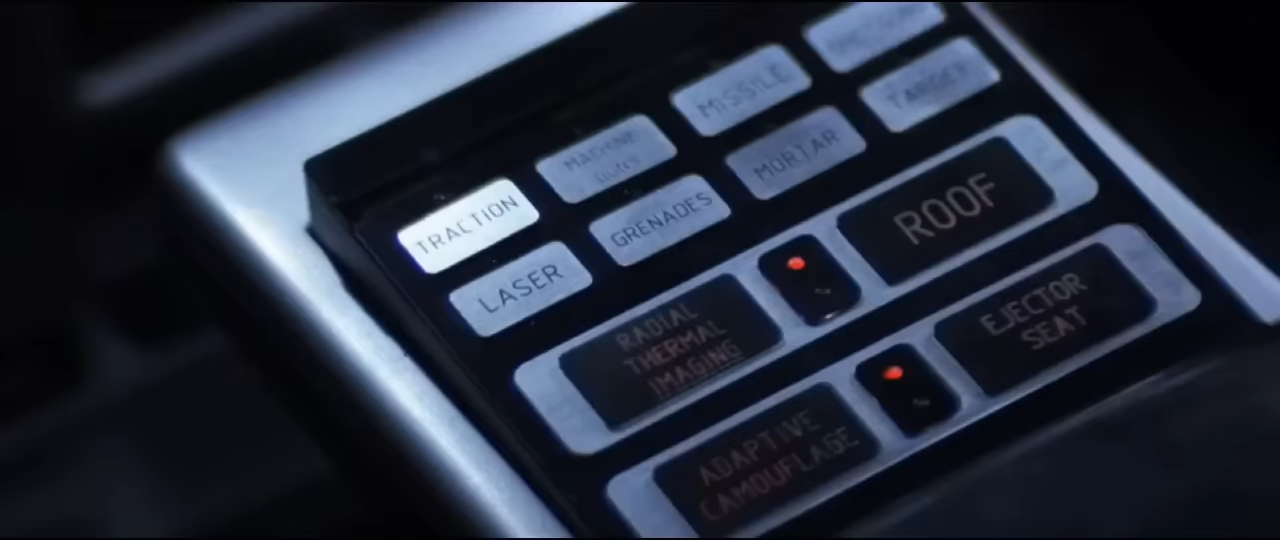 MISSILE
TARGET
MACHINE
GUNS
MORTAR
TRACTION
GRENADES
LASER
ROOF
RADIAL
THERMAL
IMAGING
EJECTOR
SEAT
ADAPTIVE
CAMOUFLAGE